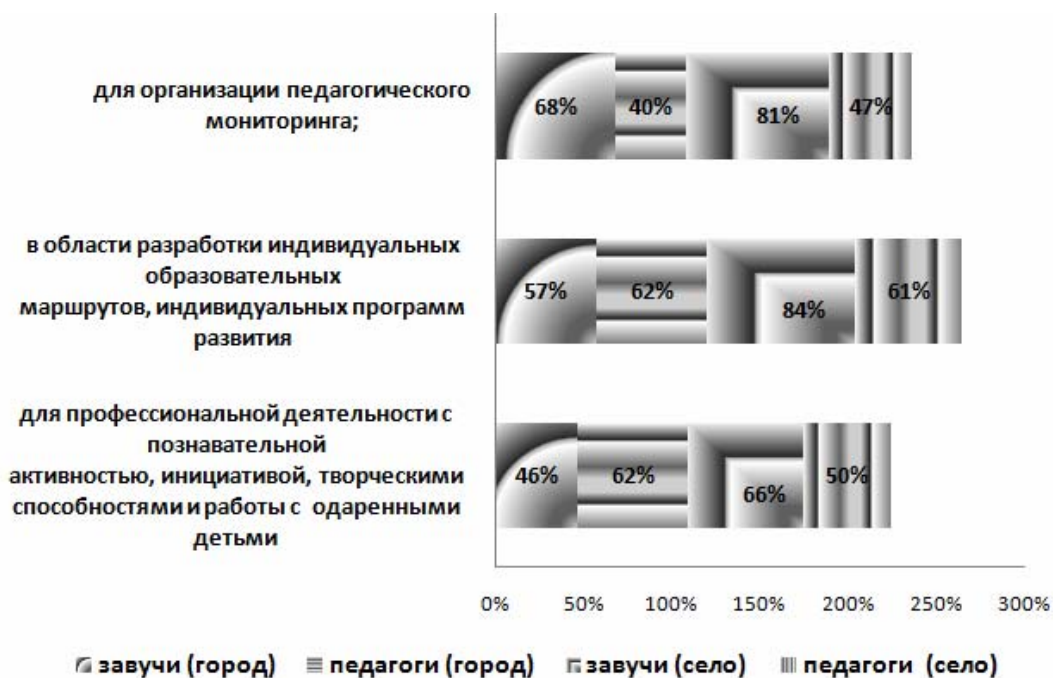 для организации педагогического
мониторинга;
68% 40% 81% 47%
в области разработки индивидуальных
образовательных
маршрутов, индивидуальных программ
развития
57% 62% 84% 61%
для профессиональной деятельности с
познавательной
активностью, инициативой, творческими
способностями и работы с одаренными
детьми
46% 62% 66% 50%
0% 50% 100% 150% 200% 250% 300%
завучи (город) педагоги (город) завучи (село) педагоги (село)